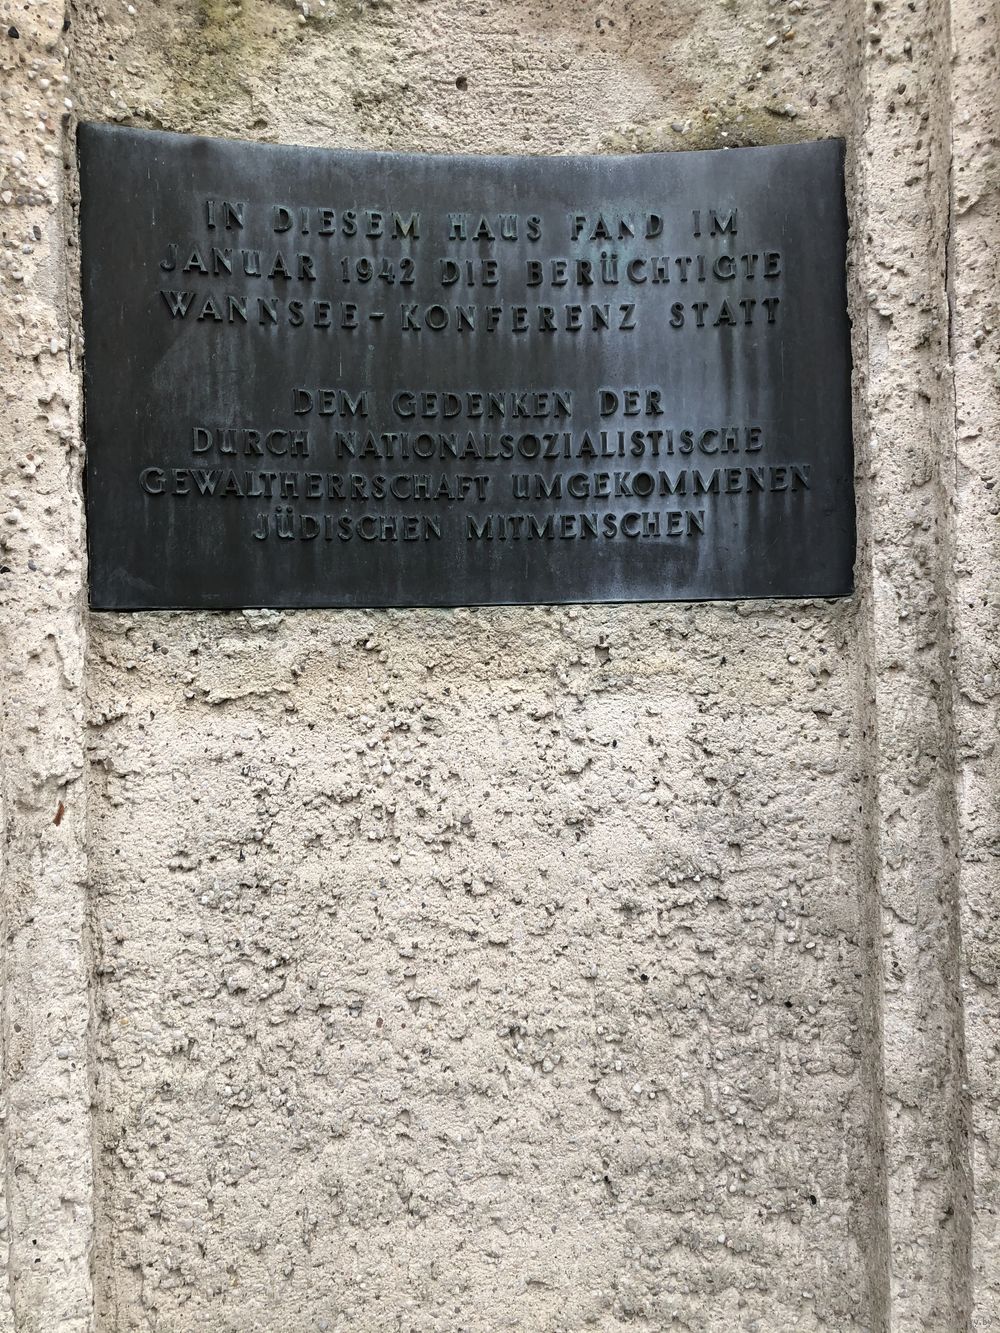 IN DIESEM HAUS FAND IM
JANUAR 1942 DIE BERÜCHTIGTE
WANNSEE-KONFERENZ STATT
DEM GEDENKEN DER
DURCH NATIONALSOZIALISTISCHE
GEWALTHERRSCHAFT UMGEKOMMENEN
JÜDISCHEN MITMENSCHEN